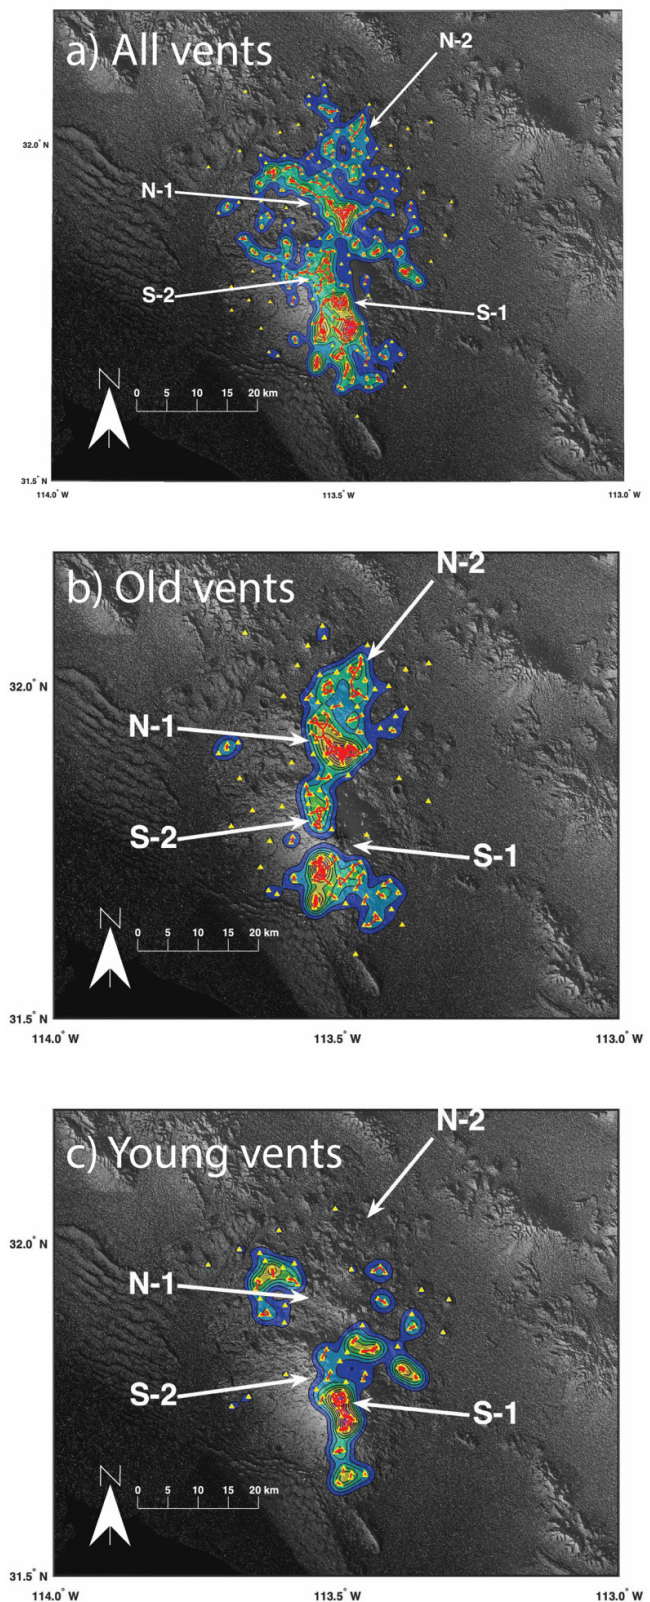 a) All vents
N-2
32.0° N
N-1
S-2
S-1
N
0 5 10 15 20 km
31.5° N
114.0° W 113.5° W 113.0° W
b) Old vents
N-2
32.0° N
N-1
S-2
S-1
N
0 5 10 15 20 km
31.5° N
114.0° W 113.5° W 113.0° W
c) Young vents
N-2
32.0° N
N-1
S-2
S-1
N
0 5 10 15 20 km
31.5° N
114.0° W 113.5° W 113.0° W